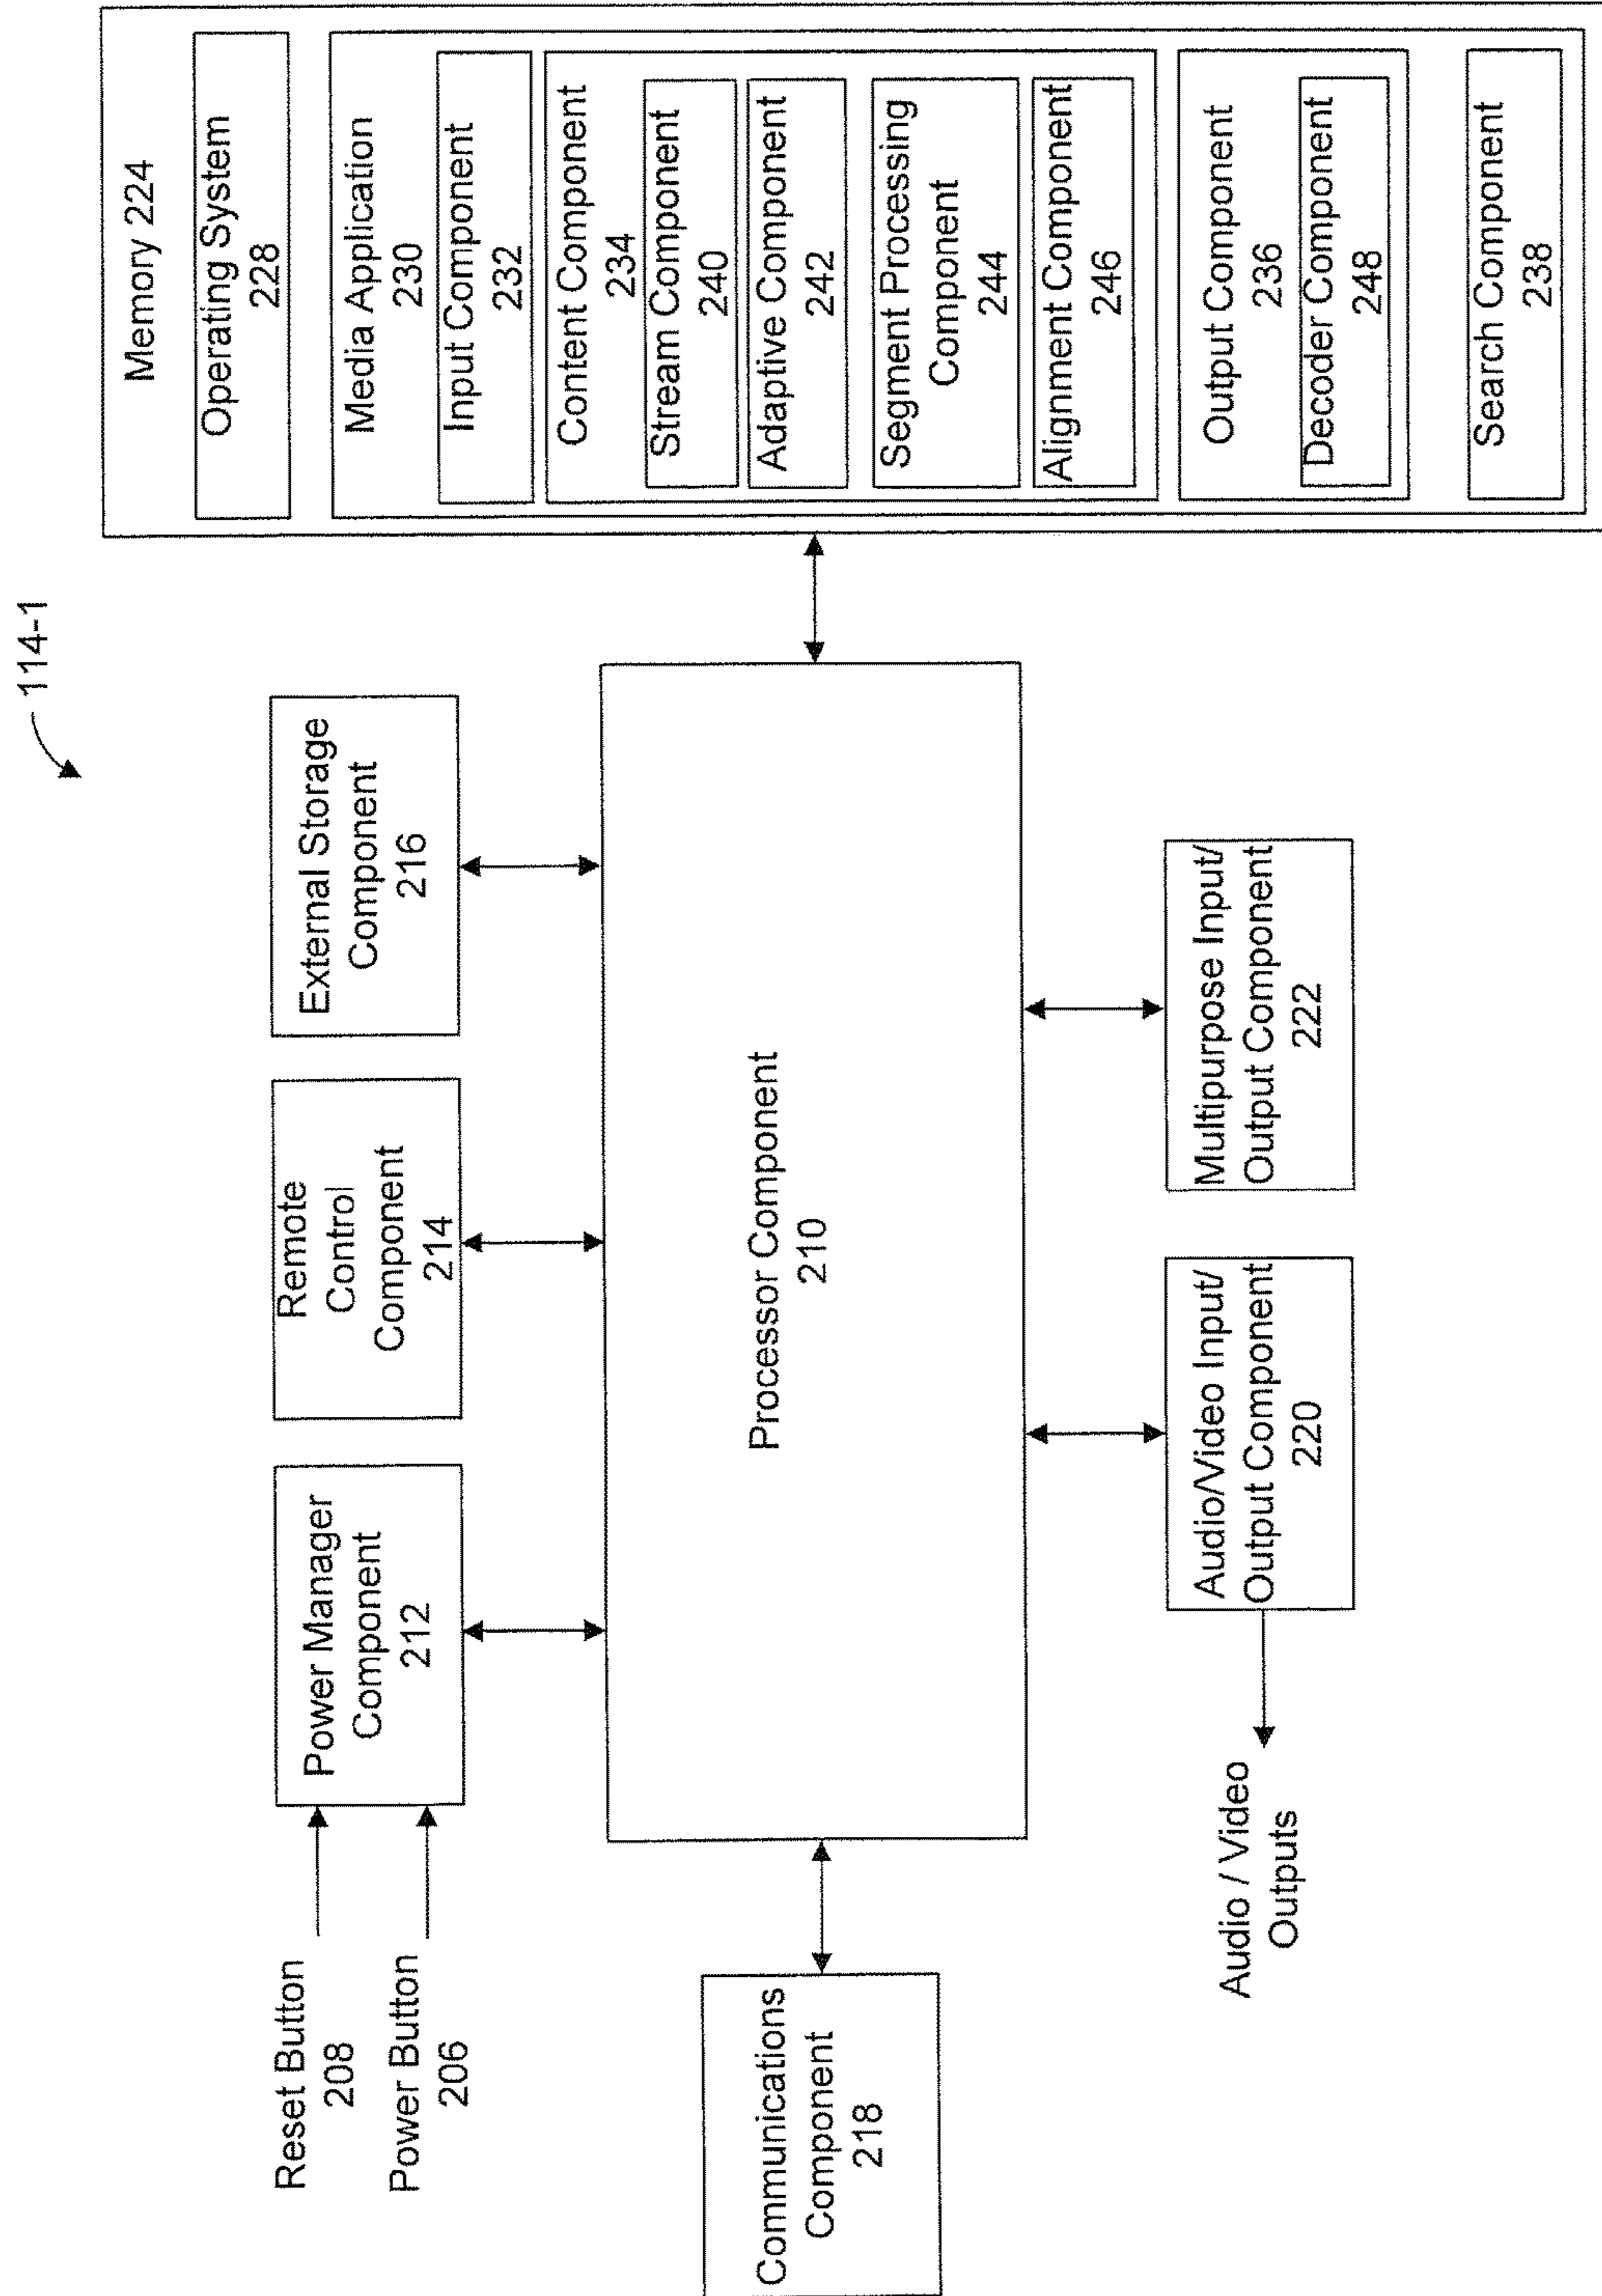 114-1
Reset Button
208
Power Button
206
Power Manager
Component
212
Remote
Control
Component
214
External Storage
Component
216
Communications
Component
218
Processor Component
210
Audio / Video
Outputs
Audio/Video Input/
Output Component
220
Multipurpose Input/
Output Component
222
Memory 224
Operating System
228
Media Application
230
Input Component
232
Content Component
234
Stream Component
240
Adaptive Component
242
Segment Processing
Component
244
Alignment Component
246
Output Component
236
Decoder Component
248
Search Component
238